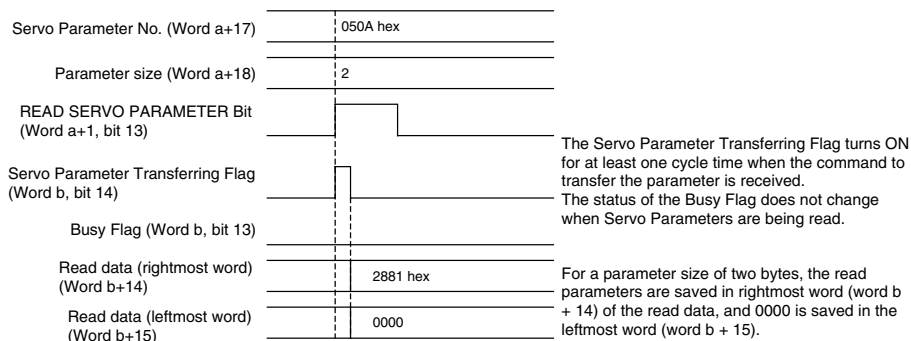 Servo Parameter No. (Word a+17)
050A hex
Parameter size (Word a+18)
2
READ SERVO PARAMETER Bit
(Word a+1, bit 13)
Servo Parameter Transferring Flag
(Word b, bit 14)
The Servo Parameter Transferring Flag turns ON
for at least one cycle time when the command to
transfer the parameter is received.
The status of the Busy Flag does not change
when Servo Parameters are being read.
Busy Flag (Word b, bit 13)
Read data (rightmost word)
(Word b+14)
2881 hex
Read data (leftmost word)
(Word b+15)
0000
For a parameter size of two bytes, the read
parameters are saved in rightmost word (word b
+ 14) of the read data, and 0000 is saved in the
leftmost word (word b + 15).